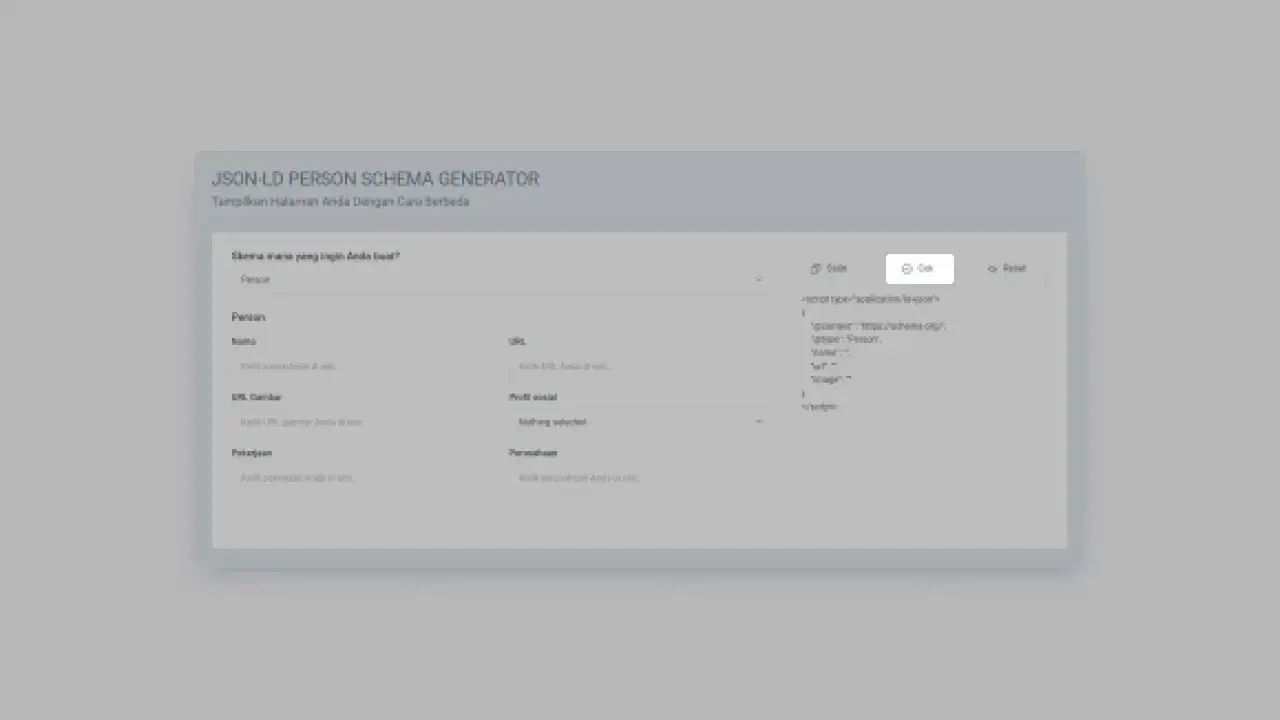 JSON-LD PERSON SCHEMA GENERATOR
Tampilkan Halaman Anda Dengan Cara Berbeda
Skema mana yang ingin Anda buat?
Person
Person
Nama
URL
Ketik nama Anda di sini.
Ketik URL Anda di sini.
URL Gambar
Profil sosial
Ketik URL gambar Anda di sini.
Nothing selected
Pekerjaan
Perusahaan
Ketik pekerjaan Anda di sini.
Ketik perusahaan Anda di sini.
Salin
Cek
Reset
<script type="application/ld+json">
{
"@context": "https://schema.org/",
"@type": "Person",
"name": "",
"url": "",
"image": ""
}
</script>